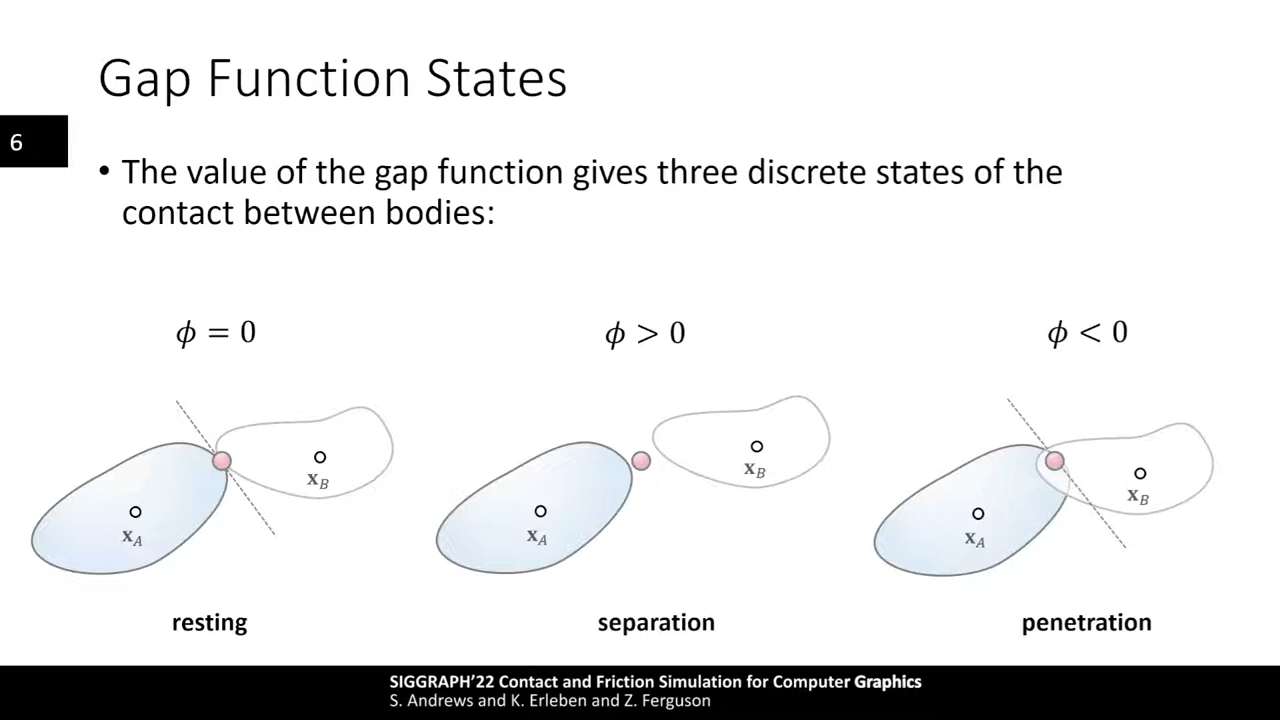 Gap Function States
6
• The value of the gap function gives three discrete states of the
contact between bodies:
ϕ = 0
ϕ > 0
ϕ < 0
x_B
x_A
x_B
x_A
x_B
x_A
resting
separation
penetration
SIGGRAPH'22 Contact and Friction Simulation for Computer Graphics
S. Andrews and K. Erleben and Z. Ferguson